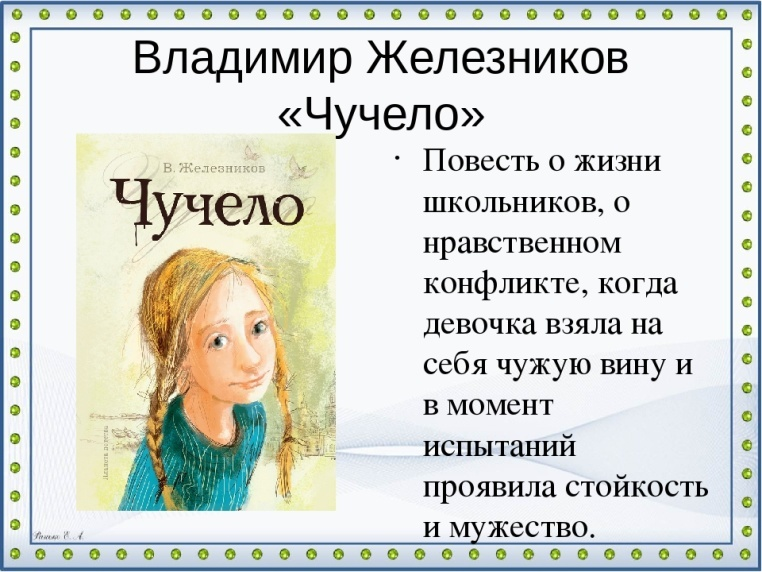 Владимир Железников
«Чучело»
В. Железников
Чучело
• Повесть о жизни
школьников, о
нравственном
конфликте, когда
девочка взяла на
себя чужую вину и
в момент
испытаний
проявила стойкость
и мужество.